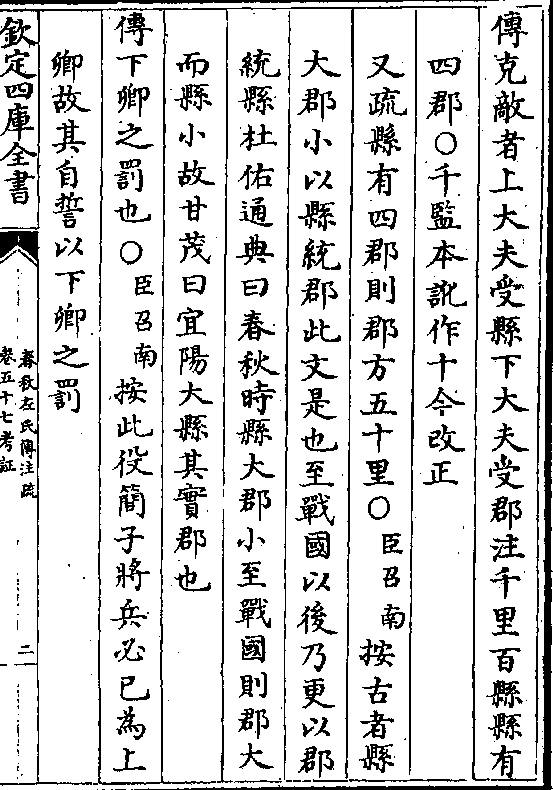 傳克敵者上大夫受縣下大夫受郡注千里百縣縣有
四郡○千監本訛作十今改正
又疏縣有四郡則郡方五十里○臣召南按古者縣
大郡小以縣統郡此文是也至戰國以後乃更以郡
統縣杜佑通典曰春秋時縣大郡小至戰國則郡大
而縣小故甘茂曰宜陽大縣其實郡也
傳下卿之罰也○臣召南按此役簡子將兵必已為上
卿故其自誓以下卿之罰
欽定四庫全書
春秋左氏傳注疏
卷五十七考証
二